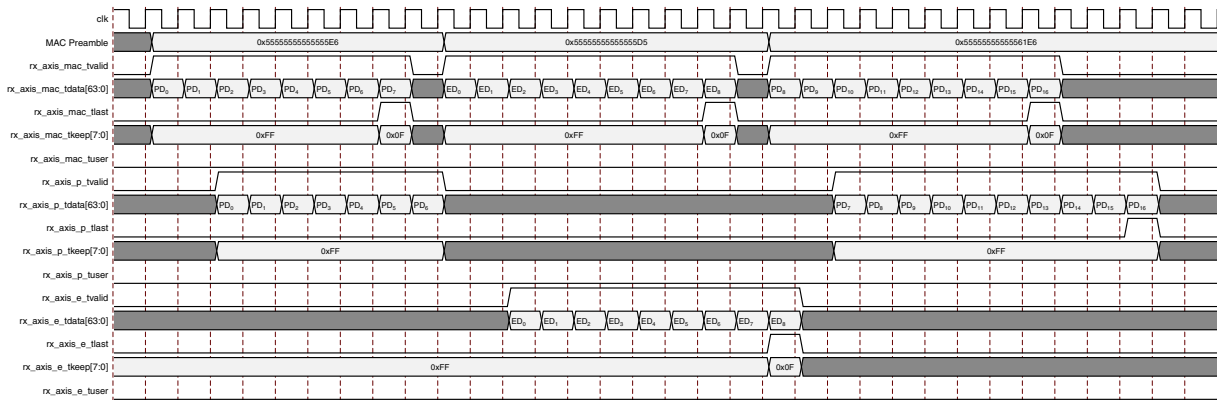 clk
MAC Preamble 0x55555555555555E6 0x55555555555555D5 0x55555555555561E6
rx_axis_mac_tvalid
rx_axis_mac_tdata[63:0] PD₀ PD₁ PD₂ PD₃ PD₄ PD₅ PD₆ PD₇ ED₀ ED₁ ED₂ ED₃ ED₄ ED₅ ED₆ ED₇ ED₈ PD₈ PD₉ PD₁₀ PD₁₁ PD₁₂ PD₁₃ PD₁₄ PD₁₅ PD₁₆
rx_axis_mac_tlast
rx_axis_mac_tkeep[7:0] 0xFF 0x0F 0xFF 0x0F 0xFF 0x0F
rx_axis_mac_tuser
rx_axis_p_tvalid
rx_axis_p_tdata[63:0] PD₀ PD₁ PD₂ PD₃ PD₄ PD₅ PD₆ PD₇ PD₈ PD₉ PD₁₀ PD₁₁ PD₁₂ PD₁₃ PD₁₄ PD₁₅ PD₁₆
rx_axis_p_tlast
rx_axis_p_tkeep[7:0] 0xFF 0xFF
rx_axis_p_tuser
rx_axis_e_tvalid
rx_axis_e_tdata[63:0] ED₀ ED₁ ED₂ ED₃ ED₄ ED₅ ED₆ ED₇ ED₈
rx_axis_e_tlast
rx_axis_e_tkeep[7:0] 0xFF 0x0F
rx_axis_e_tuser